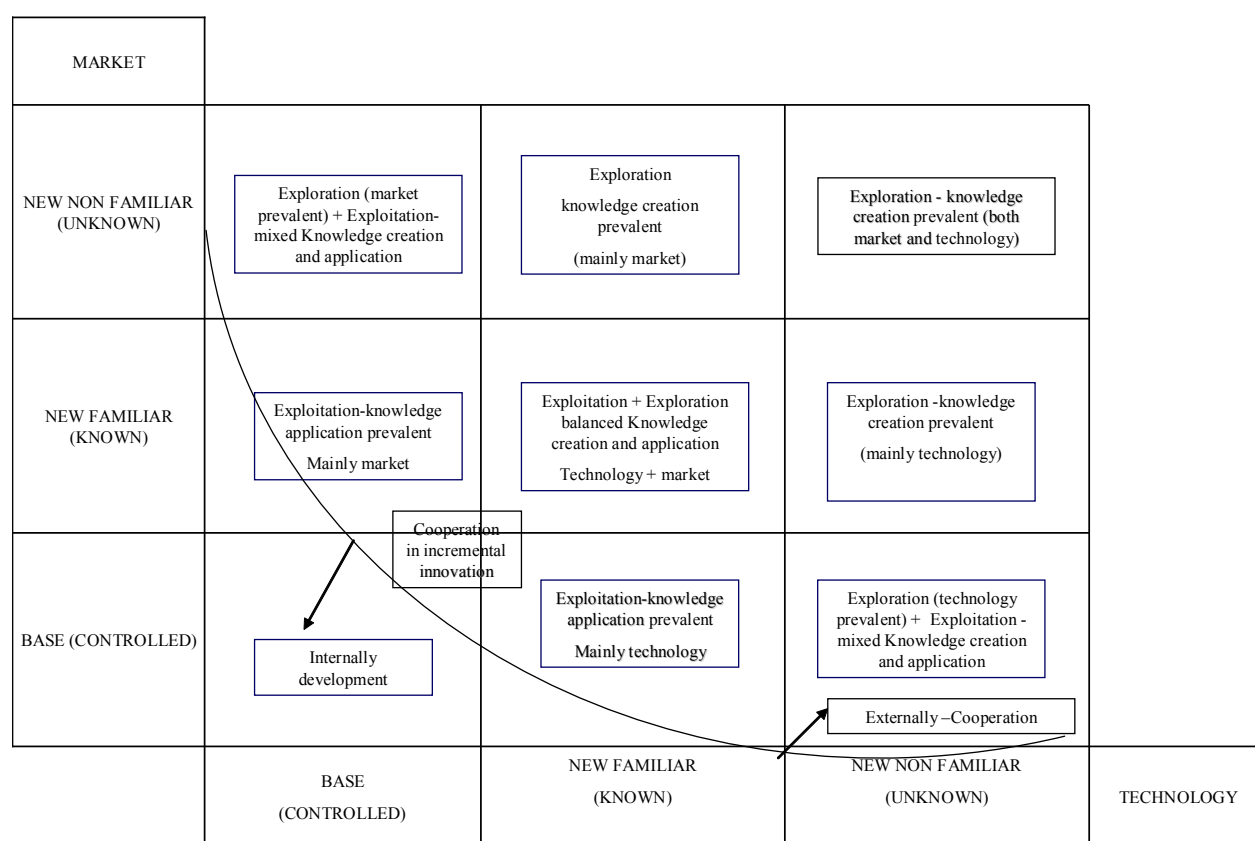 MARKET
NEW NON FAMILIAR
(UNKNOWN)
Exploration (market
prevalent) + Exploitation-
mixed Knowledge creation
and application
Exploration
knowledge creation
prevalent
(mainly market)
Exploration - knowledge
creation prevalent (both
market and technology)
NEW FAMILIAR
(KNOWN)
Exploitation-knowledge
application prevalent
Mainly market
Exploitation + Exploration
balanced Knowledge
creation and application
Technology + market
Exploration -knowledge
creation prevalent
(mainly technology)
Cooperation
in incremental
innovation
BASE (CONTROLLED)
Internally
development
Exploitation-knowledge
application prevalent
Mainly technology
Exploration (technology
prevalent) + Exploitation -
mixed Knowledge creation
and application
Externally –Cooperation
BASE
(CONTROLLED)
NEW FAMILIAR
(KNOWN)
NEW NON FAMILIAR
(UNKNOWN)
TECHNOLOGY